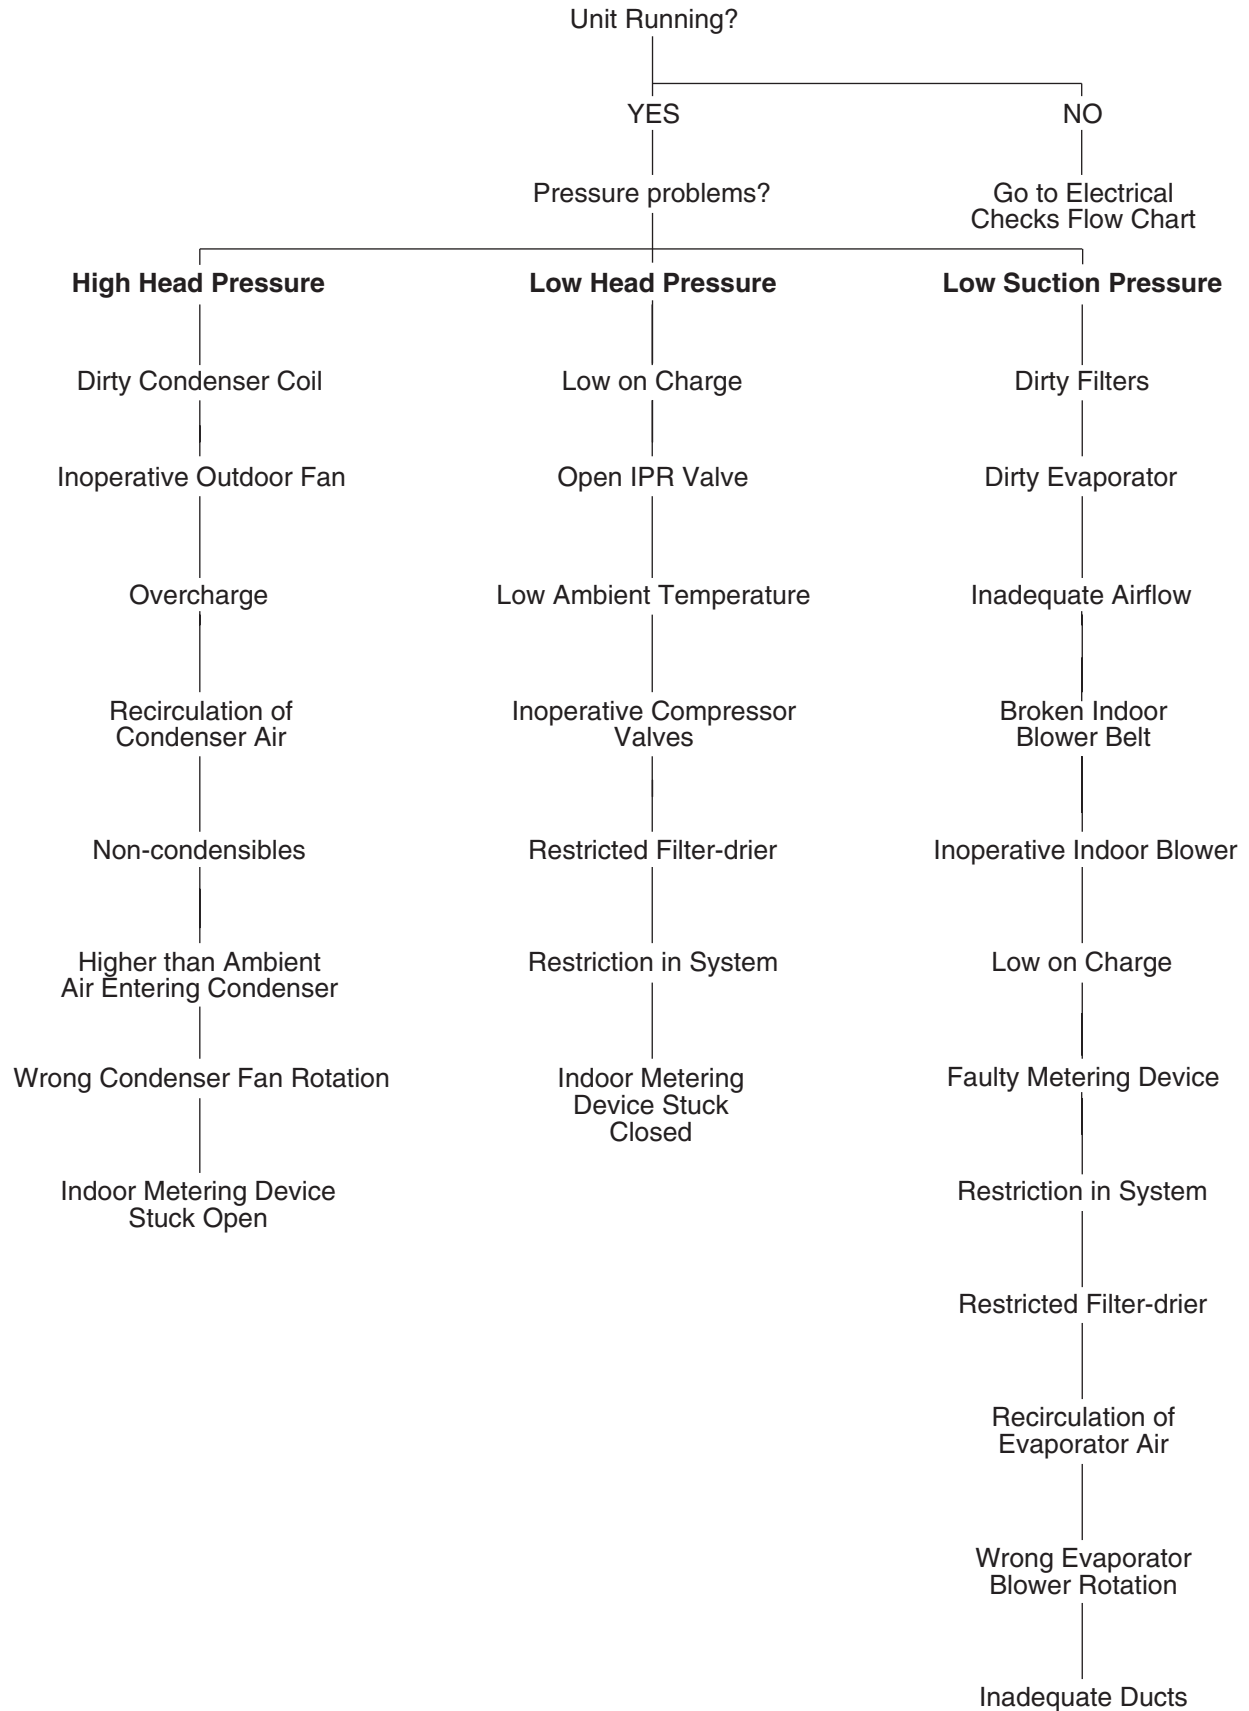 Unit Running?
YES
NO
Pressure problems?
Go to Electrical
Checks Flow Chart
High Head Pressure
Low Head Pressure
Low Suction Pressure
Dirty Condenser Coil
Low on Charge
Dirty Filters
Inoperative Outdoor Fan
Open IPR Valve
Dirty Evaporator
Overcharge
Low Ambient Temperature
Inadequate Airflow
Recirculation of
Condenser Air
Inoperative Compressor
Valves
Broken Indoor
Blower Belt
Non-condensibles
Restricted Filter-drier
Inoperative Indoor Blower
Higher than Ambient
Air Entering Condenser
Restriction in System
Low on Charge
Wrong Condenser Fan Rotation
Indoor Metering
Device Stuck
Closed
Faulty Metering Device
Indoor Metering Device
Stuck Open
Restriction in System
Restricted Filter-drier
Recirculation of
Evaporator Air
Wrong Evaporator
Blower Rotation
Inadequate Ducts